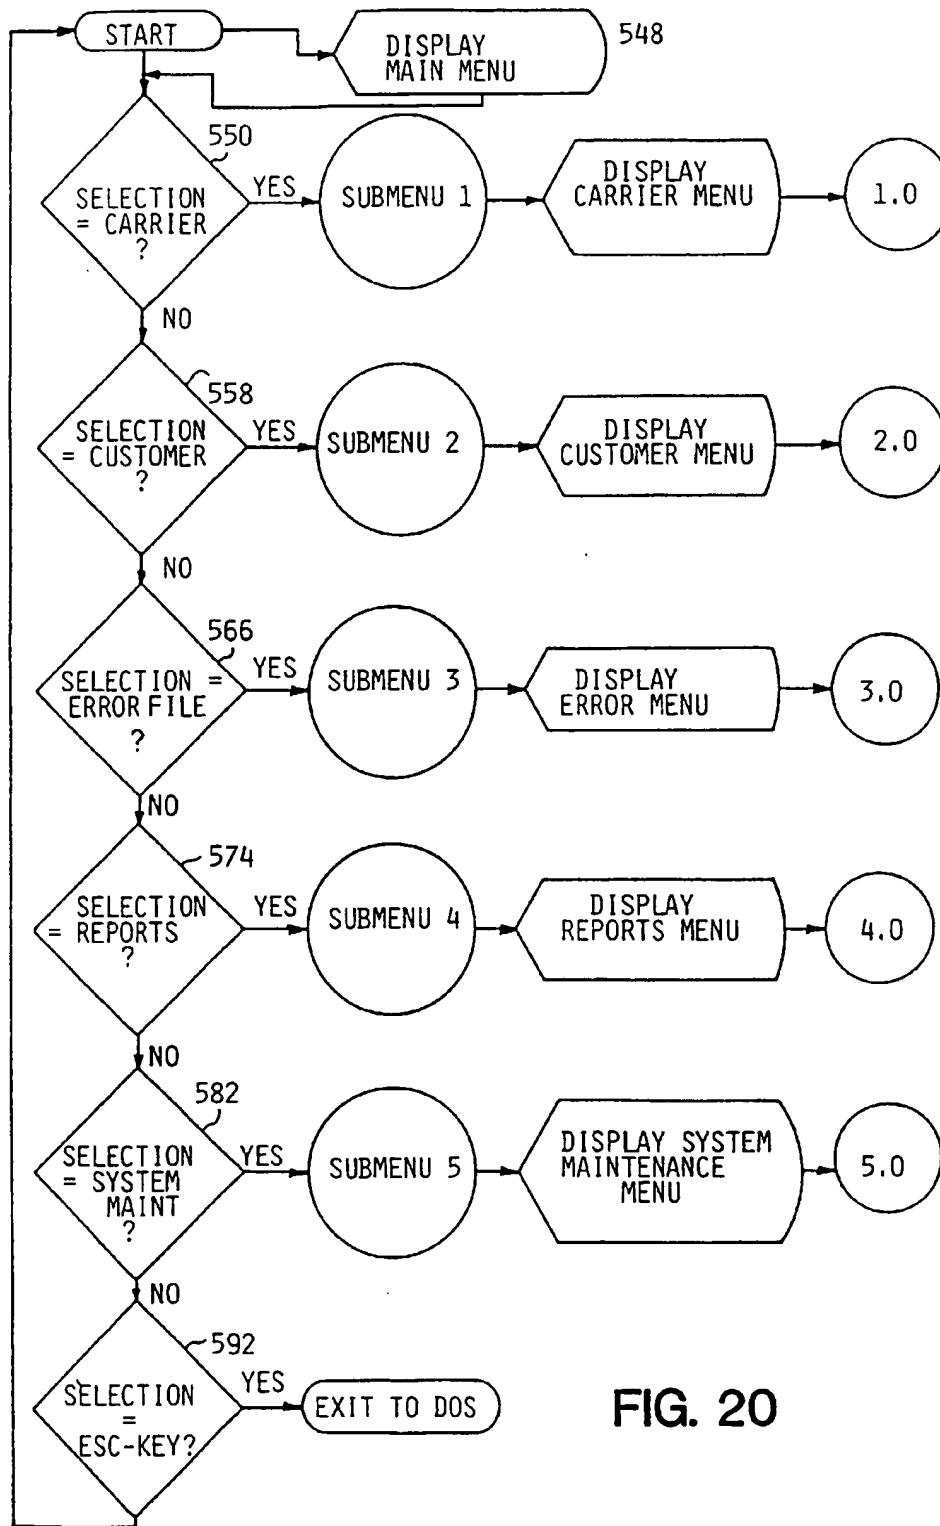 START
DISPLAY
MAIN MENU
548
550
SELECTION
= CARRIER
?
YES
SUBMENU 1
DISPLAY
CARRIER MENU
1.0
NO
558
SELECTION
= CUSTOMER
?
YES
SUBMENU 2
DISPLAY
CUSTOMER MENU
2.0
NO
566
SELECTION =
ERROR FILE
?
YES
SUBMENU 3
DISPLAY
ERROR MENU
3.0
NO
574
SELECTION
= REPORTS
?
YES
SUBMENU 4
DISPLAY
REPORTS MENU
4.0
NO
582
SELECTION
= SYSTEM
MAINT
?
YES
SUBMENU 5
DISPLAY SYSTEM
MAINTENANCE
MENU
5.0
NO
592
SELECTION
=
ESC-KEY?
YES
EXIT TO DOS
FIG. 20